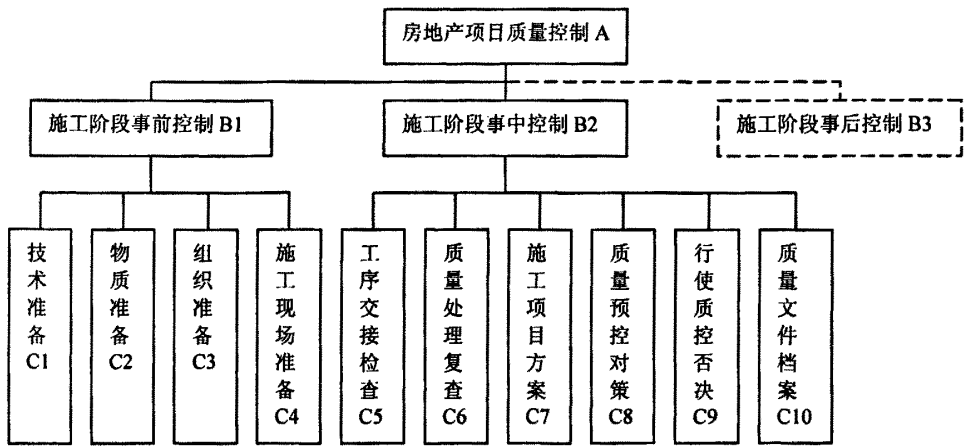 房地产项目质量控制 A
施工阶段事前控制 B1
施工阶段事中控制 B2
施工阶段事后控制 B3
技术准备 C1
物质准备 C2
组织准备 C3
施工现场准备 C4
工序交接检查 C5
质量处理复查 C6
施工项目方案 C7
质量预控对策 C8
行使质控否决 C9
质量文件档案 C10